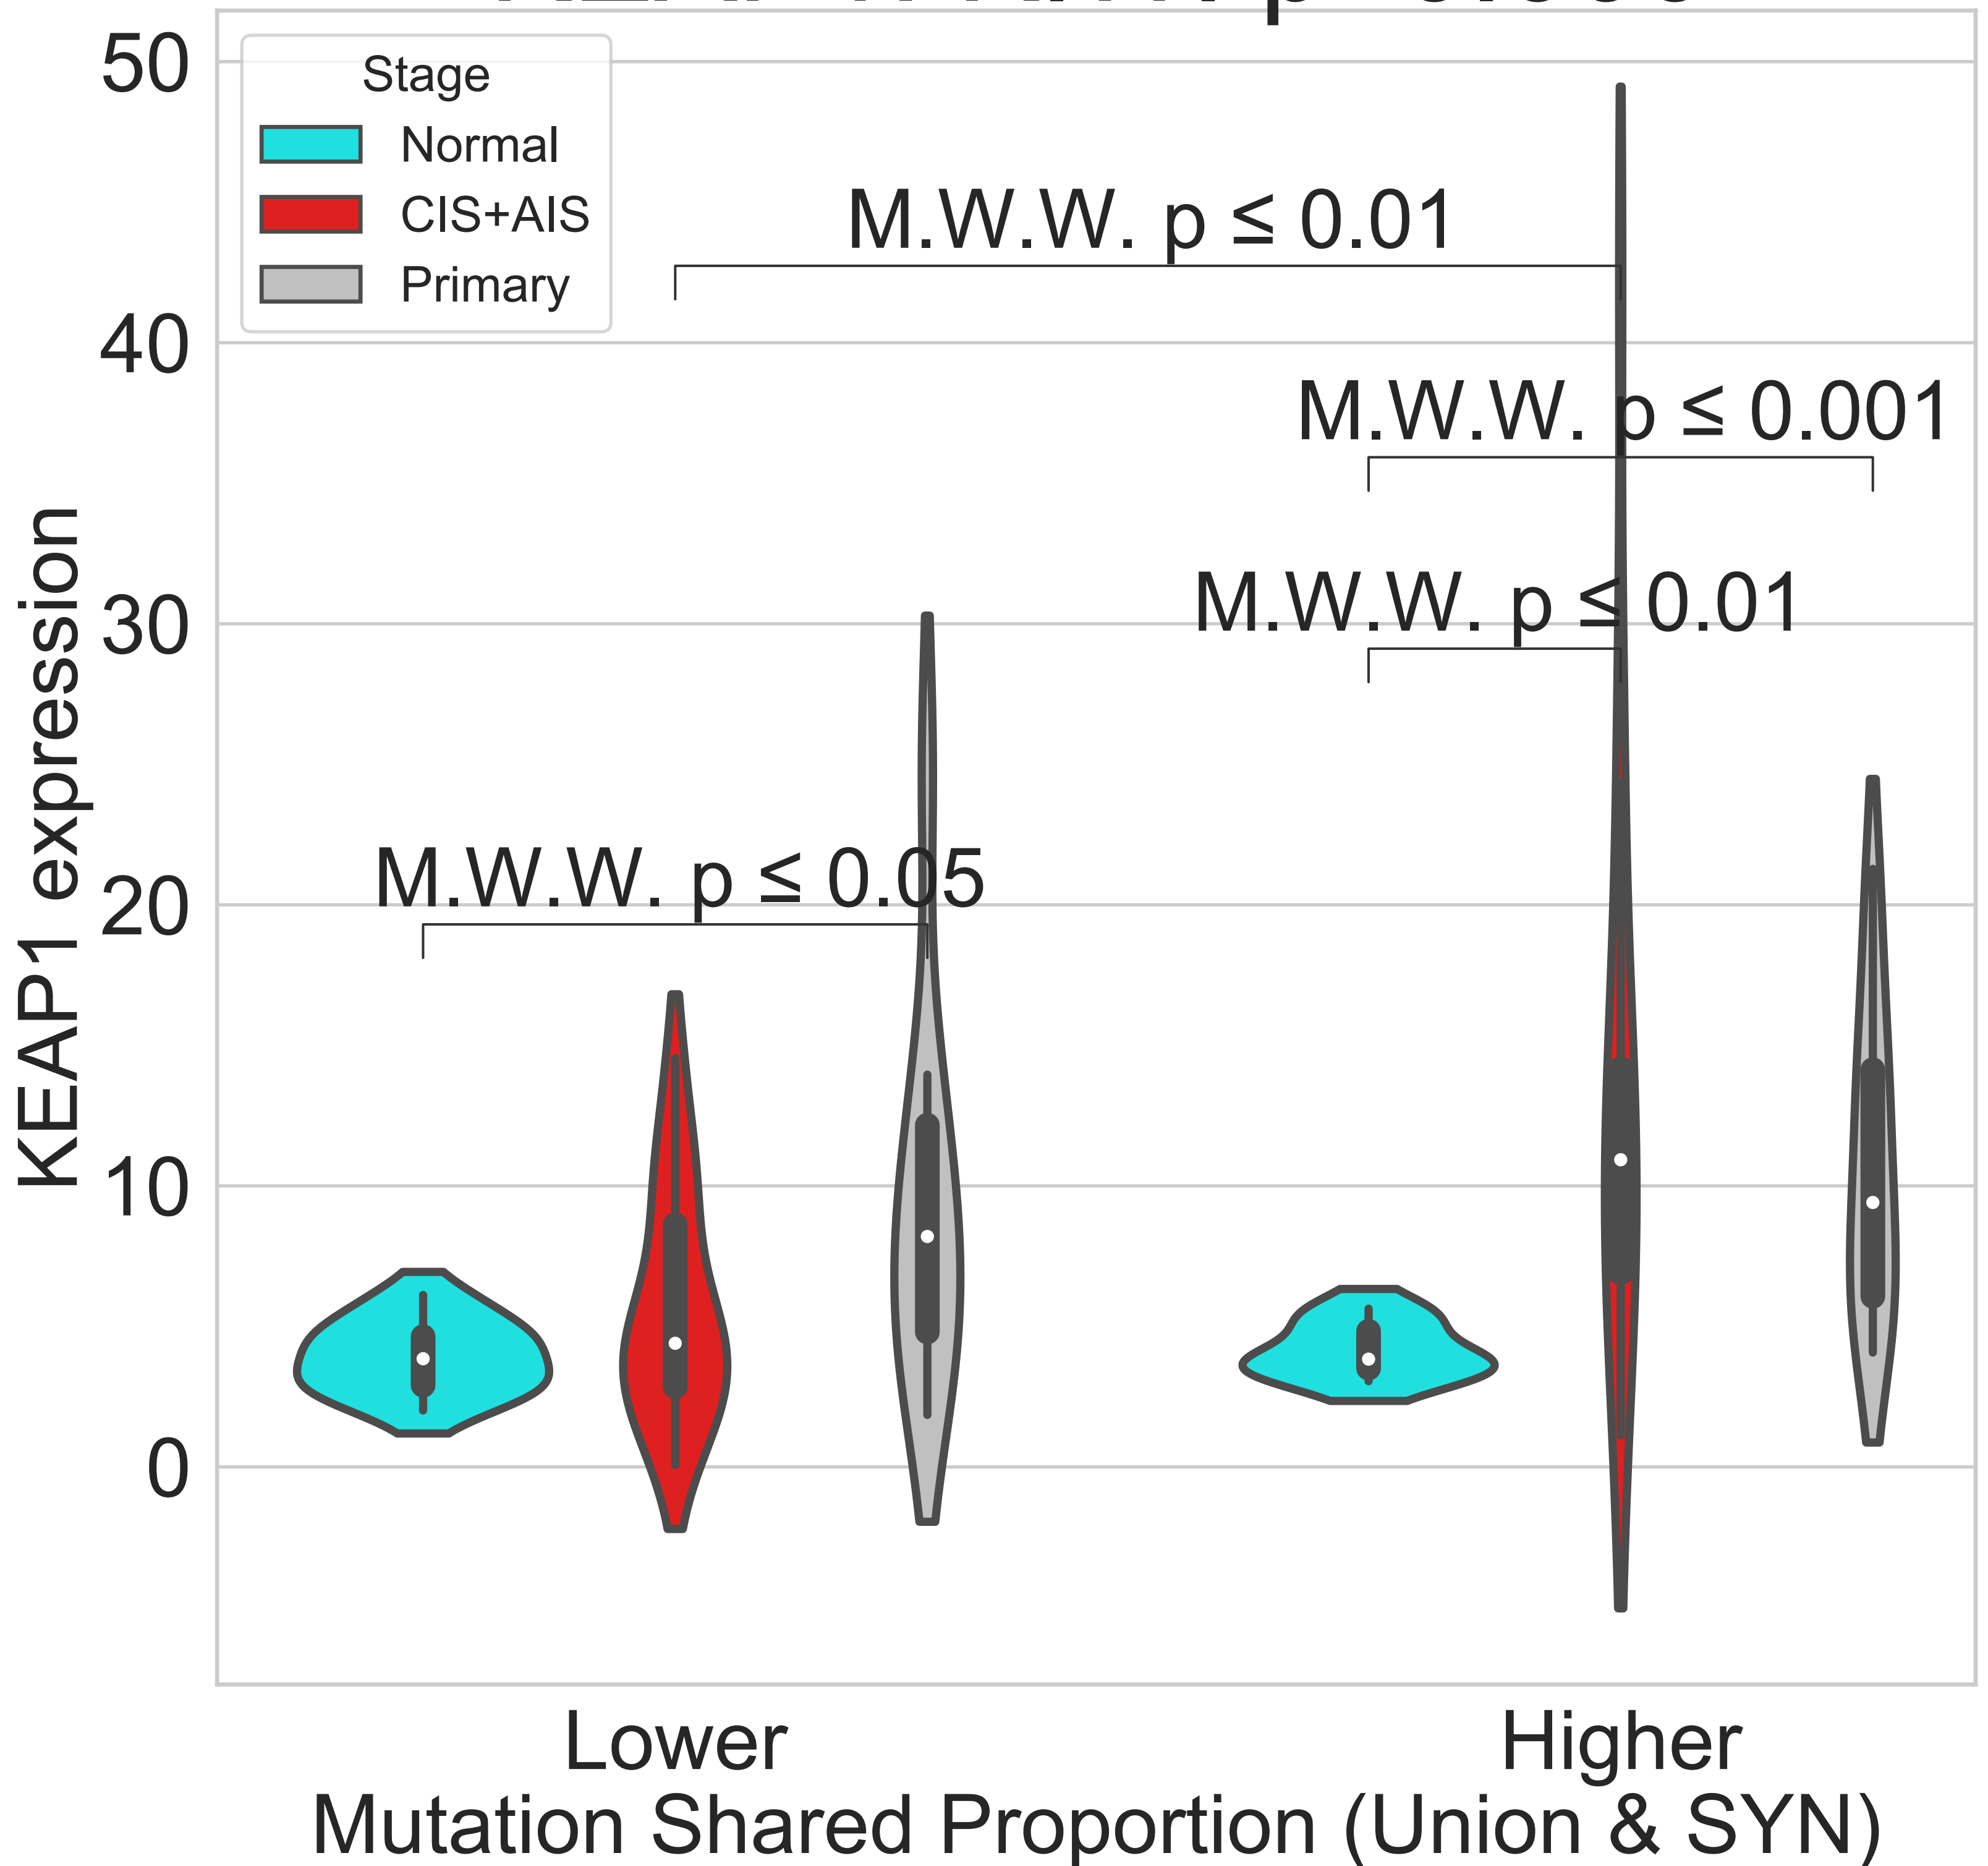 50
Stage
Normal
CIS+AIS
Primary
M.W.W. p ≤ 0.01
40
M.W.W. p ≤ 0.001
30
M.W.W. p ≤ 0.01
M.W.W. p ≤ 0.05
20
10
0
KEAP1 expression
Lower
Higher
Mutation Shared Proportion (Union & SYN)